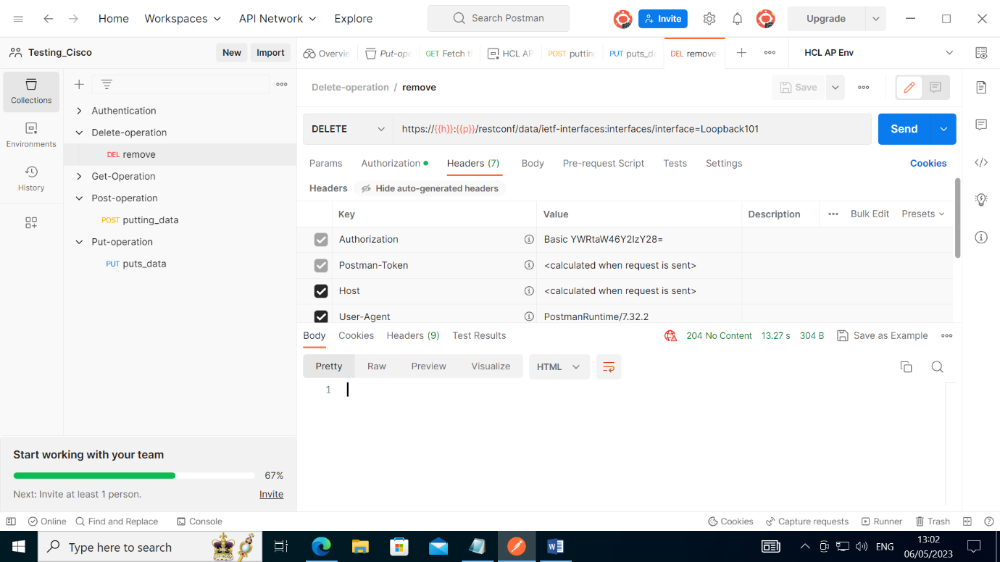 Home Workspaces API Network Explore Search Postman Invite Upgrade
Testing_Cisco New Import Overvie Put-ope GET Fetch t HCL AP POST puttin PUT puts_da DEL remove HCL AP Env
Collections
Environments
History
Authentication
Delete-operation
DEL remove
Get-Operation
Post-operation
POST putting_data
Put-operation
PUT puts_data
Delete-operation / remove Save
DELETE https://{{h}}:{{p}}/restconf/data/ietf-interfaces:interfaces/interface=Loopback101 Send
Params Authorization Headers (7) Body Pre-request Script Tests Settings Cookies
Headers Hide auto-generated headers
Key Value Description Bulk Edit Presets
Authorization Basic YWRtaW46Y2lzY28=
Postman-Token <calculated when request is sent>
Host <calculated when request is sent>
User-Agent PostmanRuntime/7.32.2
Body Cookies Headers (9) Test Results 204 No Content 13.27 s 304 B Save as Example
Pretty Raw Preview Visualize HTML
1
Start working with your team
67%
Next: Invite at least 1 person. Invite
Online Find and Replace Console Cookies Capture requests Runner Trash
Type here to search ENG 13:02
06/05/2023